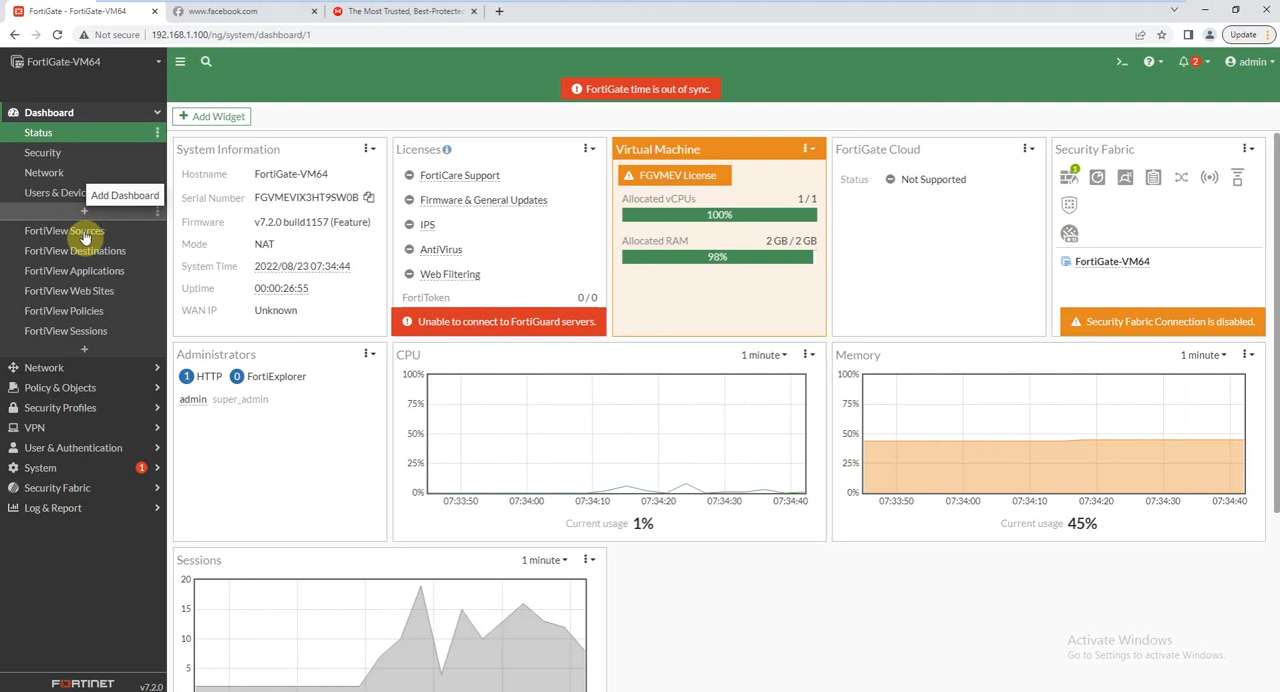 FortiGate - FortiGate-VM64
www.facebook.com
The Most Trusted, Best-Protecte
Not secure
192.168.1.100/ng/system/dashboard/1
Update
FortiGate-VM64
2
admin
FortiGate time is out of sync.
Dashboard
Status
Security
Network
Users & Devic
Add Dashboard
+
FortiView Sources
FortiView Destinations
FortiView Applications
FortiView Web Sites
FortiView Policies
FortiView Sessions
+
Network
Policy & Objects
Security Profiles
VPN
User & Authentication
System 1
Security Fabric
Log & Report
FORTINET v7.2.0
+ Add Widget
System Information
Hostname FortiGate-VM64
Serial Number FGVMEVIX3HT9SW0B
Firmware v7.2.0 build1157 (Feature)
Mode NAT
System Time 2022/08/23 07:34:44
Uptime 00:00:26:55
WAN IP Unknown
Licenses
FortiCare Support
Firmware & General Updates
IPS
AntiVirus
Web Filtering
FortiToken 0 / 0
Unable to connect to FortiGuard servers.
Virtual Machine
FGVMEV License
Allocated vCPUs 1 / 1
100%
Allocated RAM 2 GB / 2 GB
98%
FortiGate Cloud
Status Not Supported
Security Fabric
1
FortiGate-VM64
Security Fabric Connection is disabled.
Administrators
1 HTTP 0 FortiExplorer
admin super_admin
CPU 1 minute
100%
75%
50%
25%
0%
07:33:50 07:34:00 07:34:10 07:34:20 07:34:30 07:34:40
Current usage 1%
Memory 1 minute
100%
75%
50%
25%
0%
07:33:50 07:34:00 07:34:10 07:34:20 07:34:30 07:34:40
Current usage 45%
Sessions 1 minute
20
15
10
5
Activate Windows
Go to Settings to activate Windows.